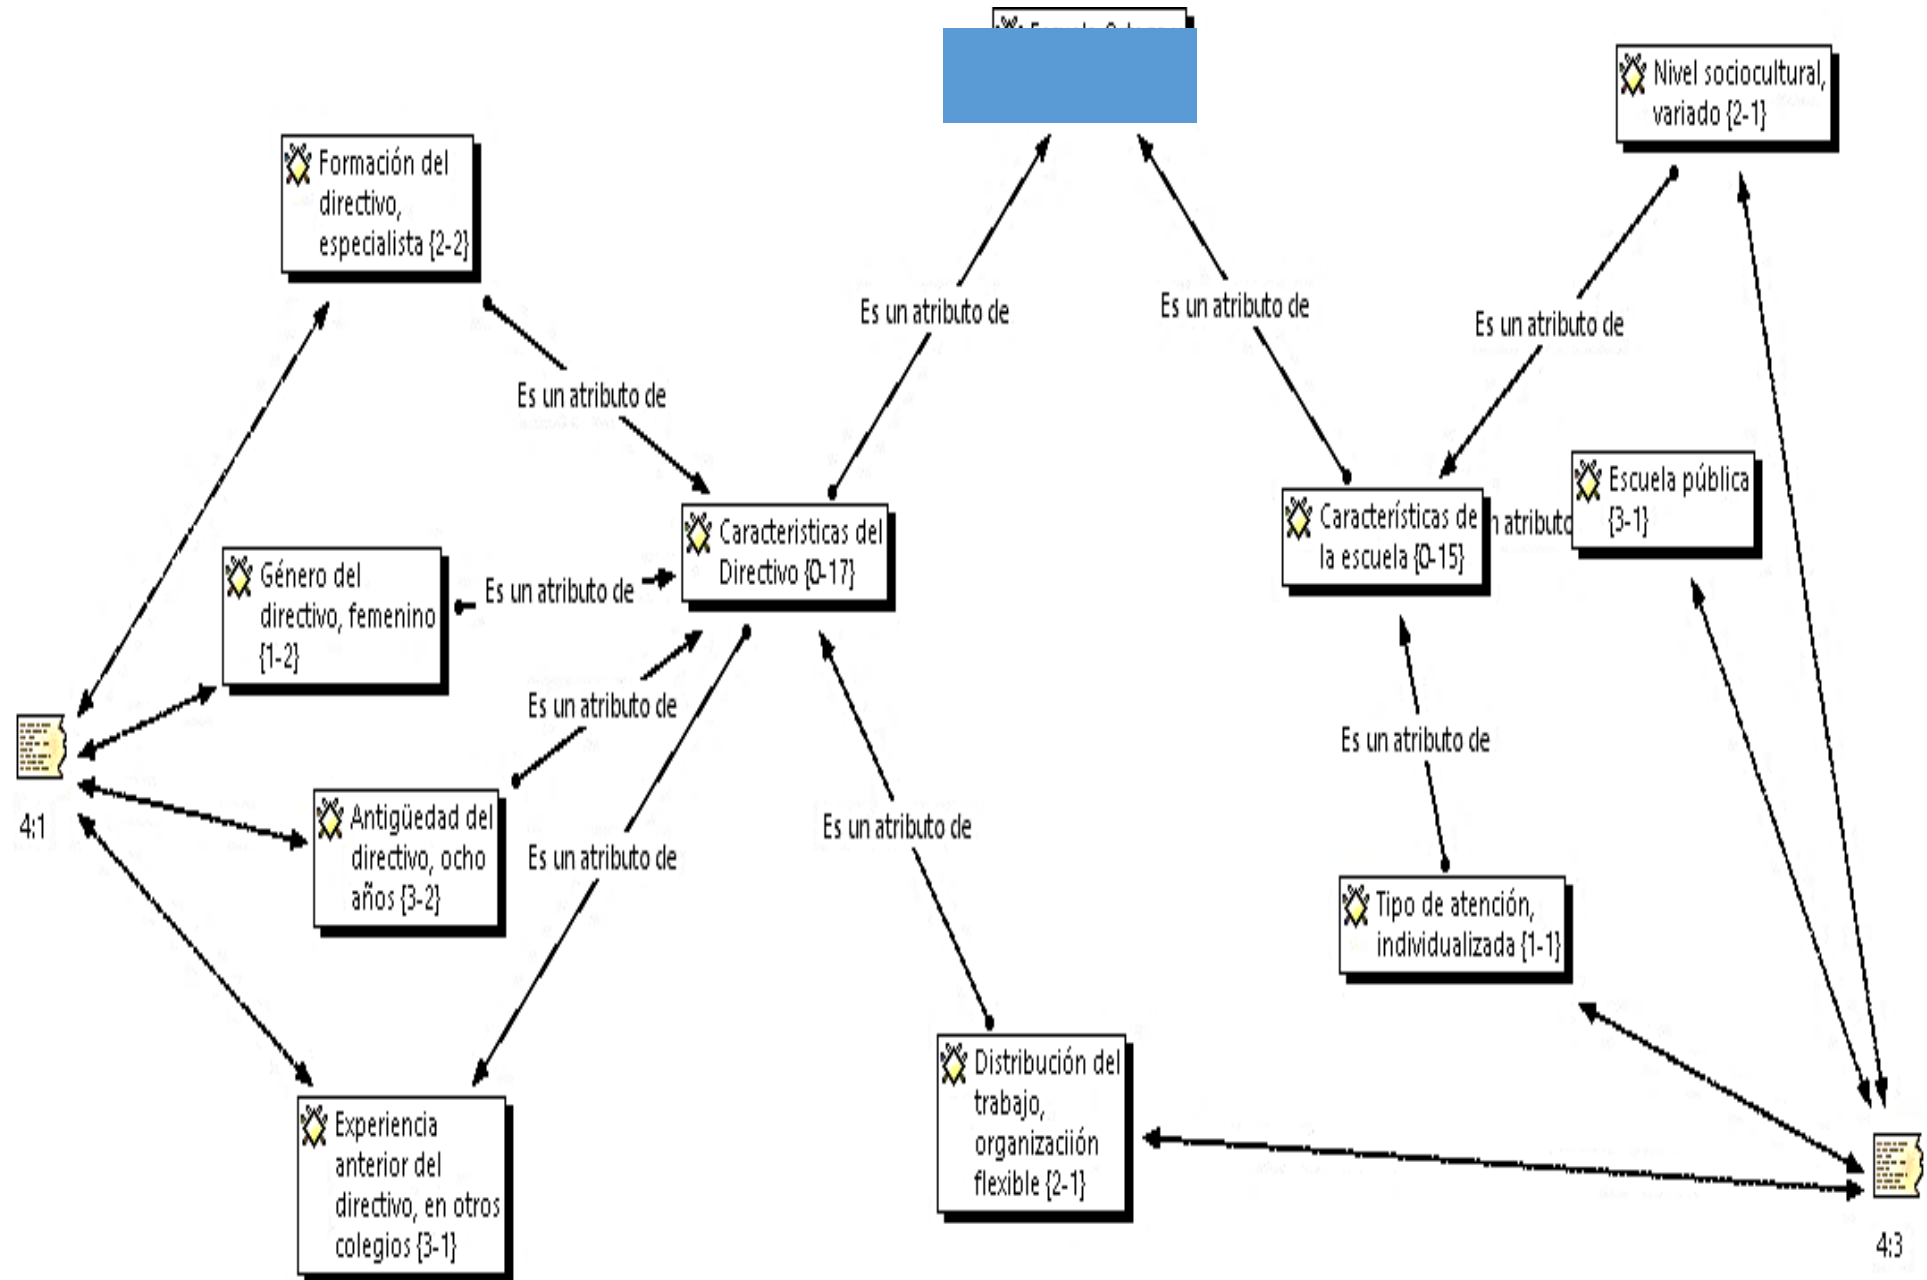 Nivel sociocultural,
variado {2-1}
Formación del
directivo,
especialista {2-2}
Es un atributo de
Es un atributo de
Es un atributo de
Es un atributo de
Caracteristicas del
Directivo {0-17}
Características de
la escuela {0-15}
n atributo
Escuela pública
{3-1}
Género del
directivo, femenino
{1-2}
Es un atributo de
Es un atributo de
Es un atributo de
4:1
Antigüedad del
directivo, ocho
años {3-2}
Es un atributo de
Es un atributo de
Tipo de atención,
individualizada {1-1}
Distribución del
trabajo,
organizaciión
flexible {2-1}
Experiencia
anterior del
directivo, en otros
colegios {3-1}
4:3